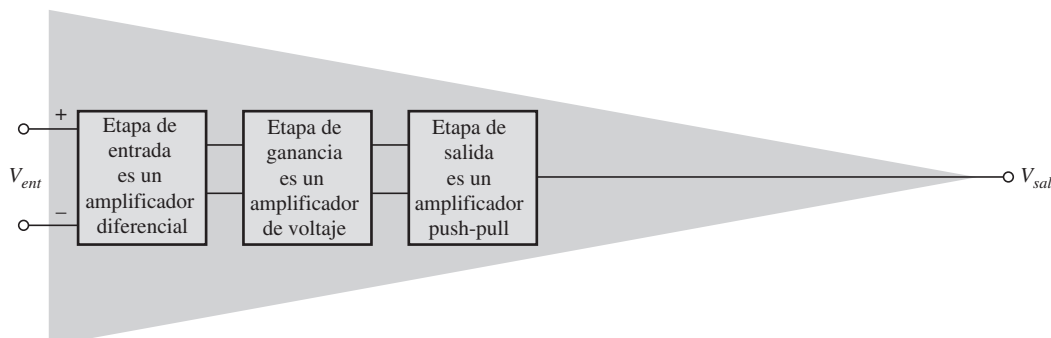 +
V_ent
−
Etapa de
entrada
es un
amplificador
diferencial
Etapa de
ganancia
es un
amplificador
de voltaje
Etapa de
salida
es un
amplificador
push-pull
V_sal